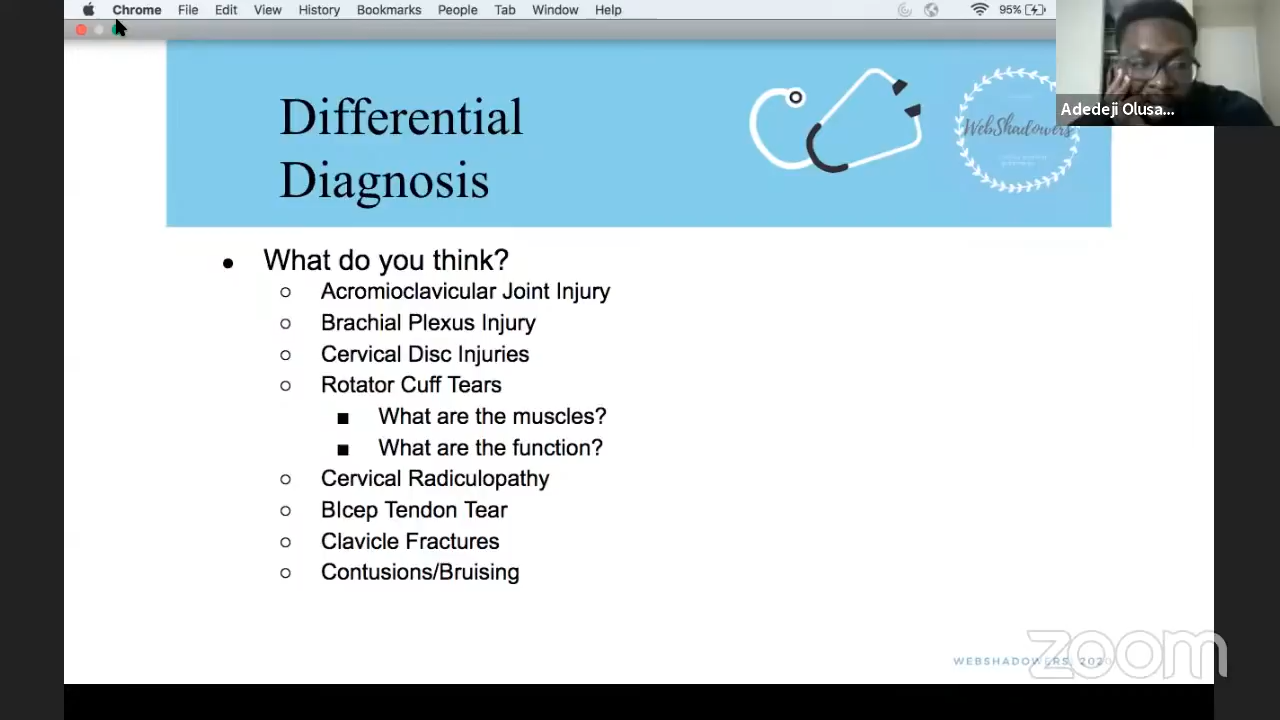 Chrome File Edit View History Bookmarks People Tab Window Help 95%
Adedeji Olusa...
Differential
Diagnosis
WebShadowers
What do you think?
Acromioclavicular Joint Injury
Brachial Plexus Injury
Cervical Disc Injuries
Rotator Cuff Tears
What are the muscles?
What are the function?
Cervical Radiculopathy
BIcep Tendon Tear
Clavicle Fractures
Contusions/Bruising
WEBSHADOWERS, 2020
zoom